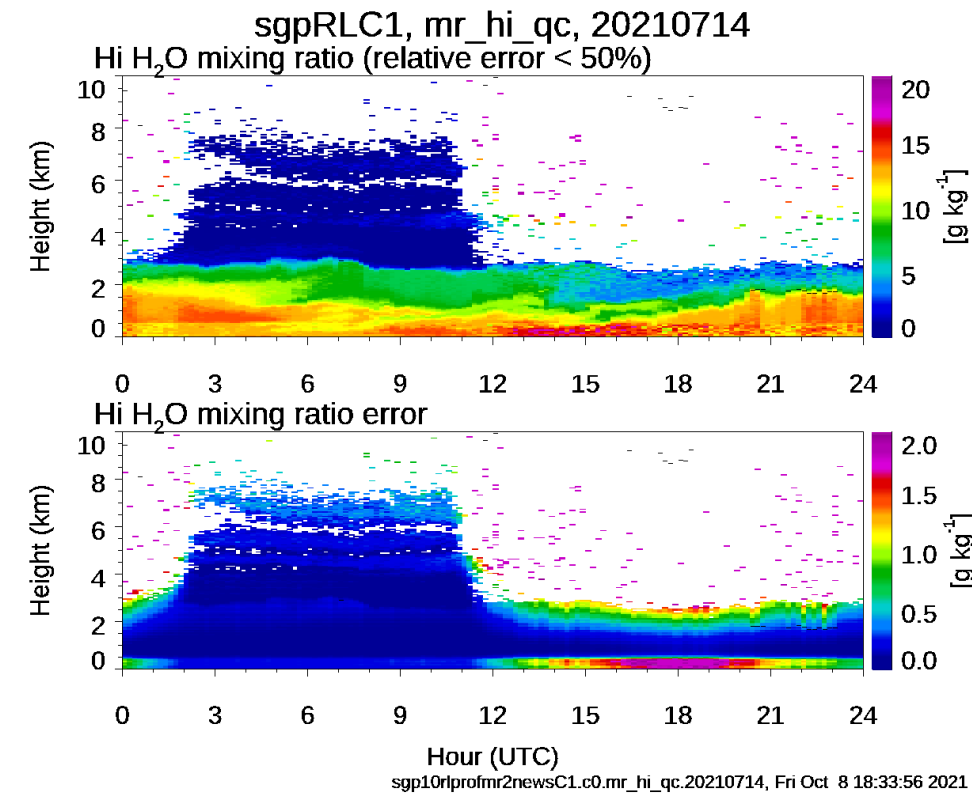 sgpRLC1, mr_hi_qc, 20210714
Hi H2O mixing ratio (relative error < 50%)
10
8
6
4
2
0
Height (km)
20
15
10
5
0
[g kg-1]
0 3 6 9 12 15 18 21 24
Hi H2O mixing ratio error
10
8
6
4
2
0
Height (km)
2.0
1.5
1.0
0.5
0.0
[g kg-1]
0 3 6 9 12 15 18 21 24
Hour (UTC)
sgp10rlprofmr2newsC1.c0.mr_hi_qc.20210714, Fri Oct 8 18:33:56 2021